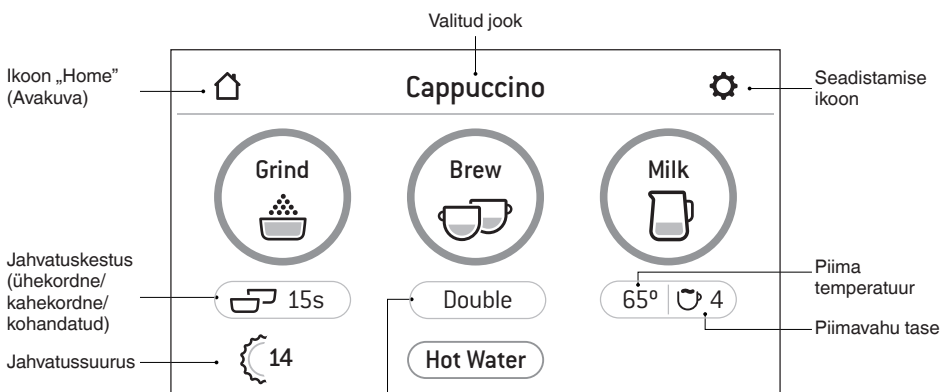 Valitud jook
Ikoon „Home”
(Avakuva)
Cappuccino
Seadistamise
ikoon
Grind
Brew
Milk
Jahvatuskestus
(ühekordne/
kahekordne/
kohandatud)
15s
Double
65º
4
Piima
temperatuur
Piimavahu tase
Jahvatussuurus
14
Hot Water